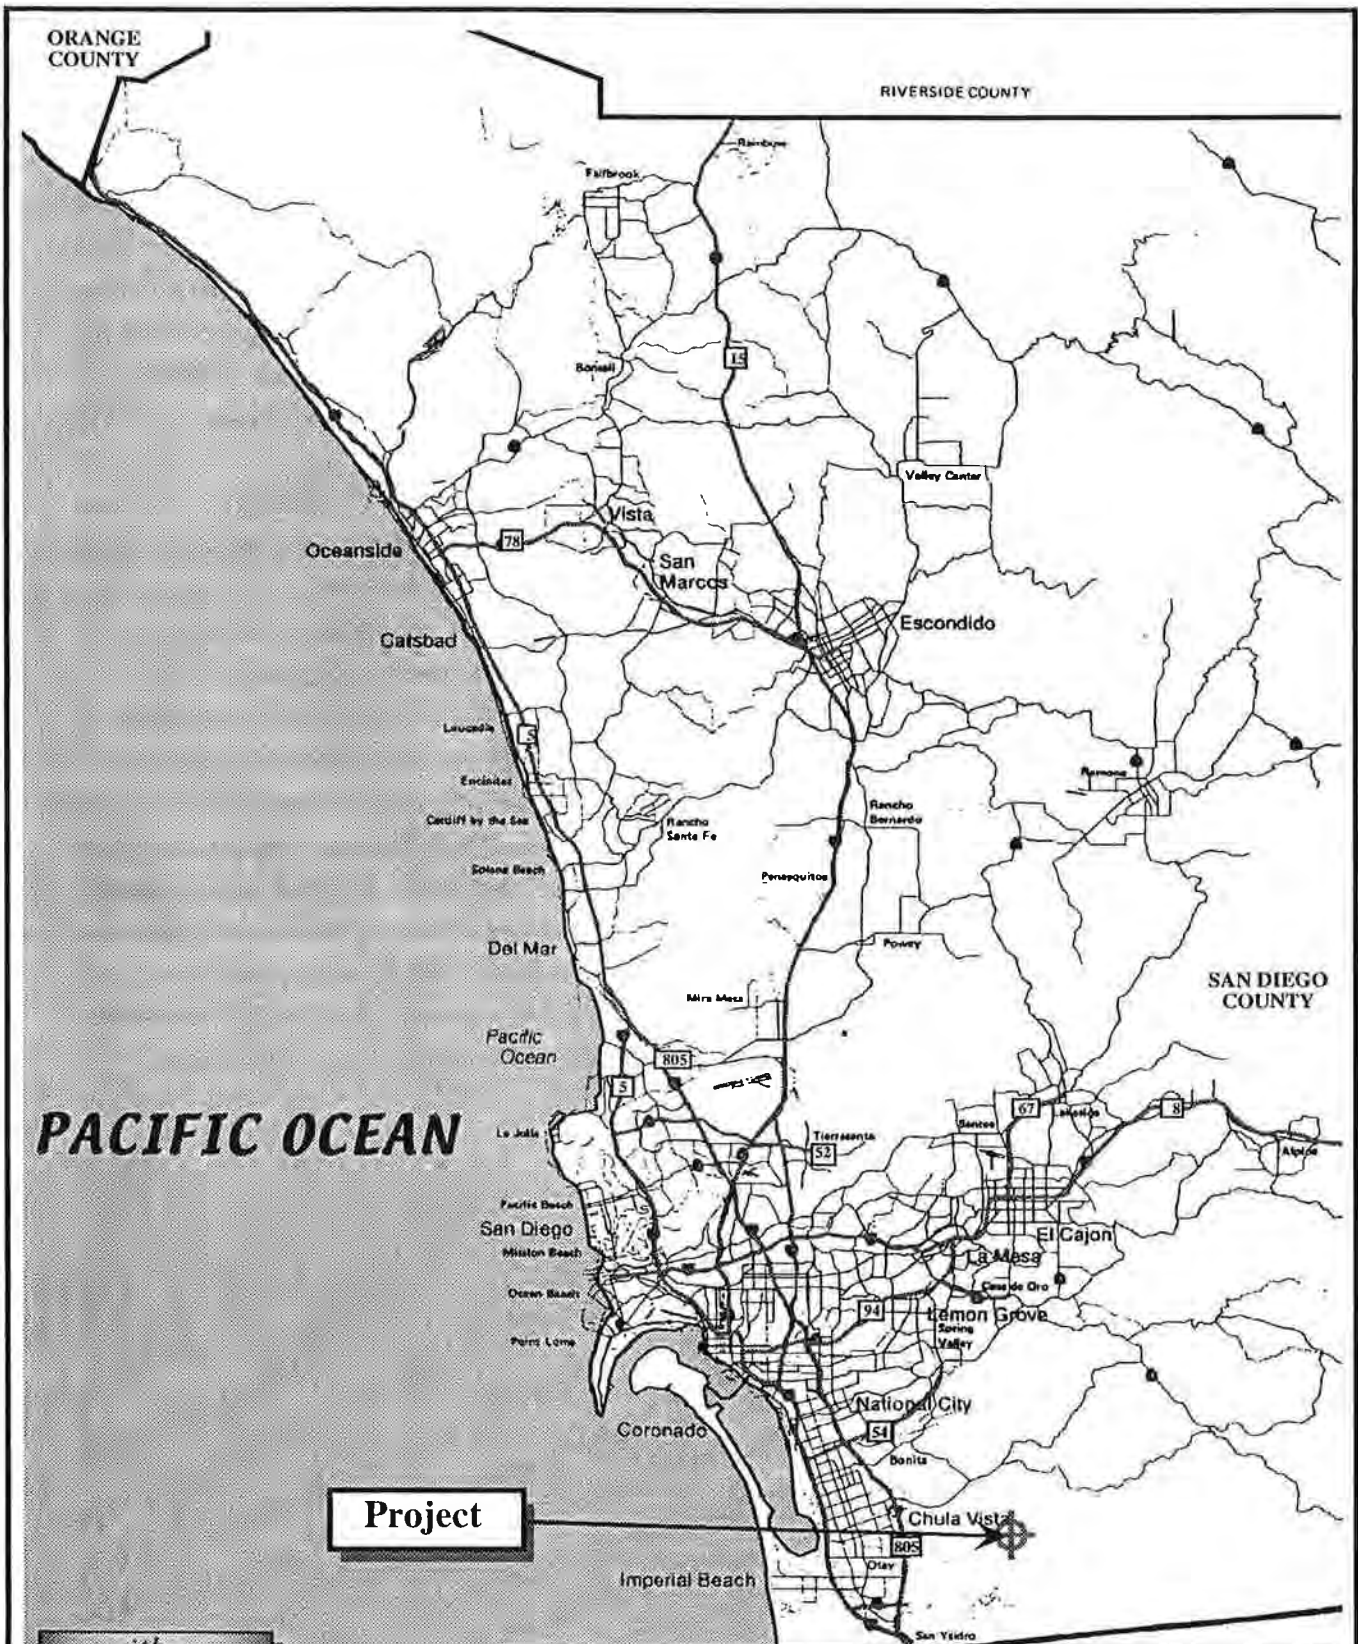 ORANGE
COUNTY
RIVERSIDE COUNTY
Rainbow
Fallbrook
15
Bonsall
Valley Center
Vista
78
Oceanside
San
Marcos
Escondido
Carlsbad
Leucadia
5
Encinitas
Ramona
Rancho
Bernardo
Cardiff by the Sea
Rancho
Santa Fe
Solana Beach
Penasquitos
Del Mar
Poway
SAN DIEGO
COUNTY
Mira Mesa
Pacific
Ocean
805
5
67
Lakeside
8
PACIFIC OCEAN
La Jolla
Tierrasanta
52
Santee
Alpine
Pacific Beach
San Diego
El Cajon
Mission Beach
La Mesa
Casa de Oro
Ocean Beach
94
Lemon Grove
Spring
Valley
Point Loma
National City
Coronado
54
Bonita
Project
Chula Vista
805
Otay
Imperial Beach
San Ysidro